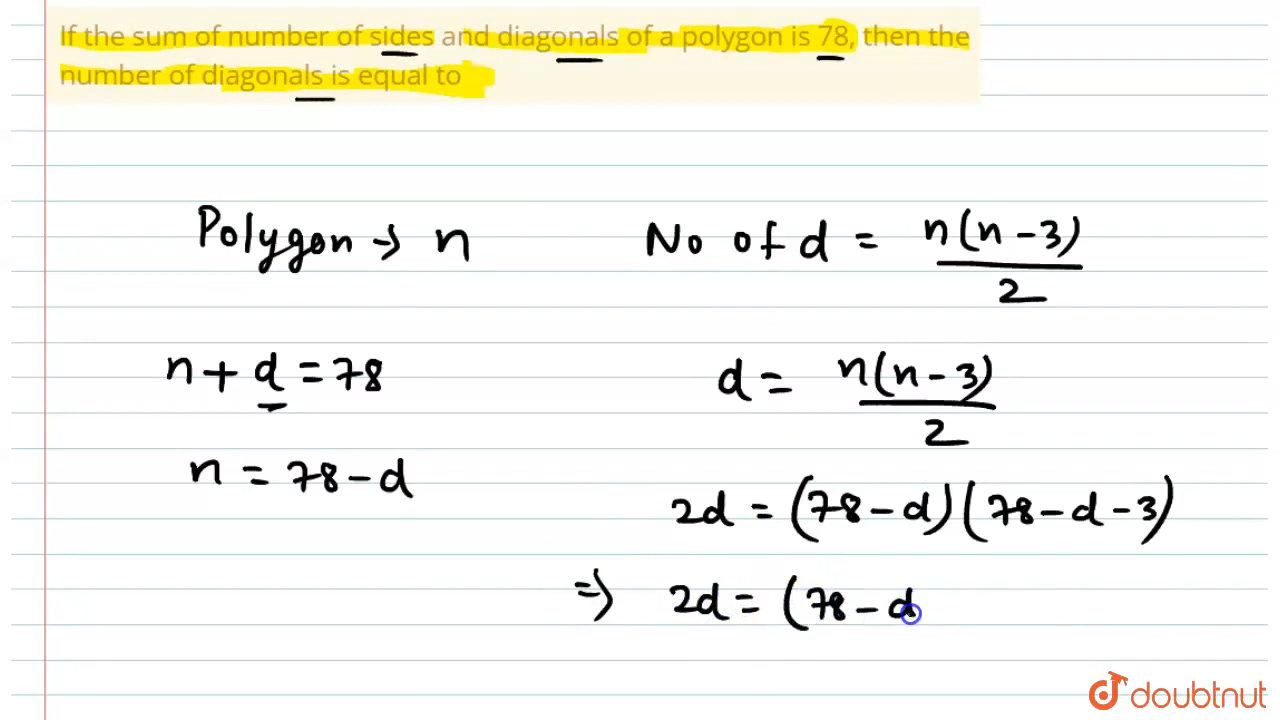 If the sum of number of sides and diagonals of a polygon is 78, then the
number of diagonals is equal to
Polygon → n
No of d = n(n-3)/2
n + d = 78
d = n(n-3)/2
n = 78 - d
2d = (78 - d)(78 - d - 3)
⇒ 2d = (78 - d
doubtnut